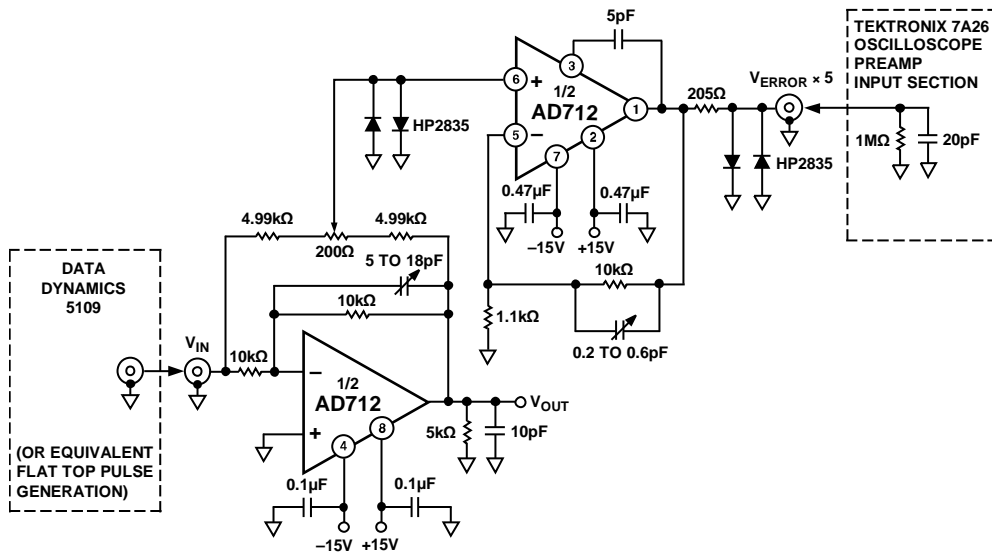 5pF
TEKTRONIX 7A26
OSCILLOSCOPE
PREAMP
INPUT SECTION
VERROR × 5
3
6
+
1/2
AD712
1
5
–
2
7
205Ω
HP2835
1MΩ
20pF
HP2835
0.47µF
0.47µF
–15V
+15V
4.99kΩ
4.99kΩ
200Ω
5 TO 18pF
10kΩ
10kΩ
1.1kΩ
0.2 TO 0.6pF
DATA
DYNAMICS
5109
VIN
10kΩ
–
1/2
AD712
+
8
4
VOUT
5kΩ
10pF
(OR EQUIVALENT
FLAT TOP PULSE
GENERATION)
0.1µF
0.1µF
–15V
+15V